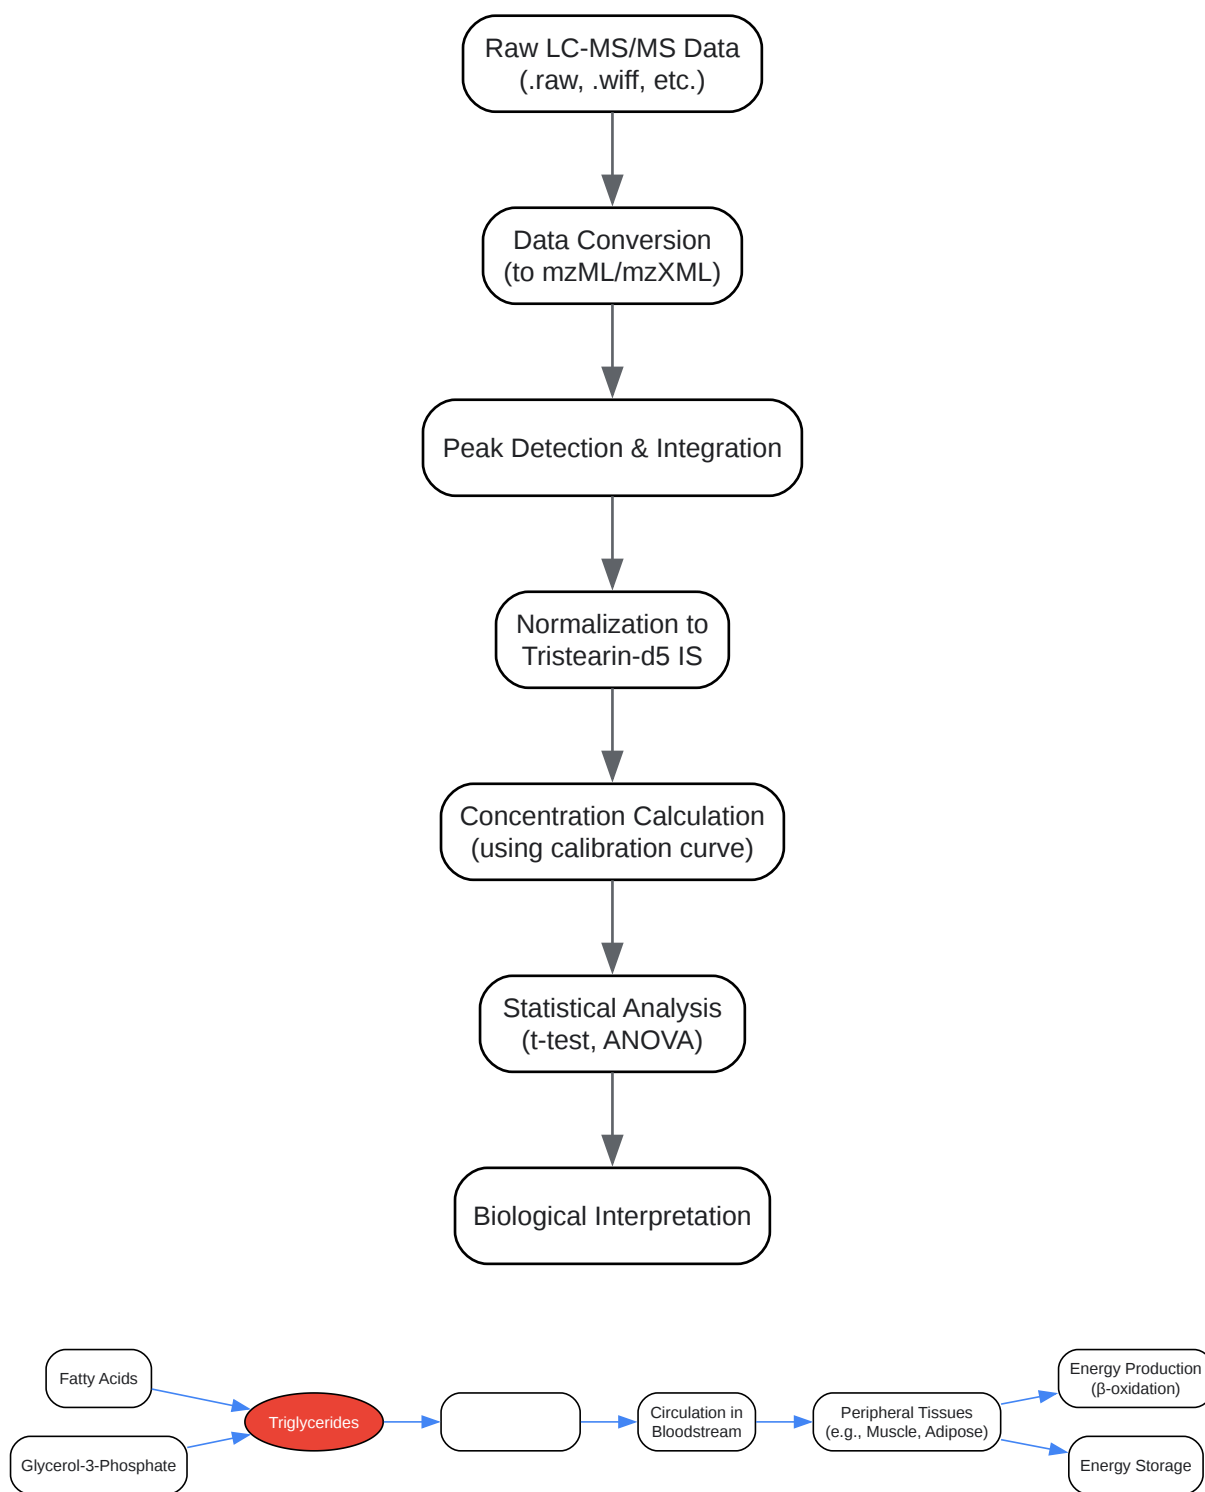 Raw LC-MS/MS Data
(.raw, .wiff, etc.)
Data Conversion
(to mzML/mzXML)
Peak Detection & Integration
Normalization to
Tristearin-d5 IS
Concentration Calculation
(using calibration curve)
Statistical Analysis
(t-test, ANOVA)
Biological Interpretation
Fatty Acids
Glycerol-3-Phosphate
Triglycerides
Circulation in
Bloodstream
Peripheral Tissues
(e.g., Muscle, Adipose)
Energy Production
(β-oxidation)
Energy Storage